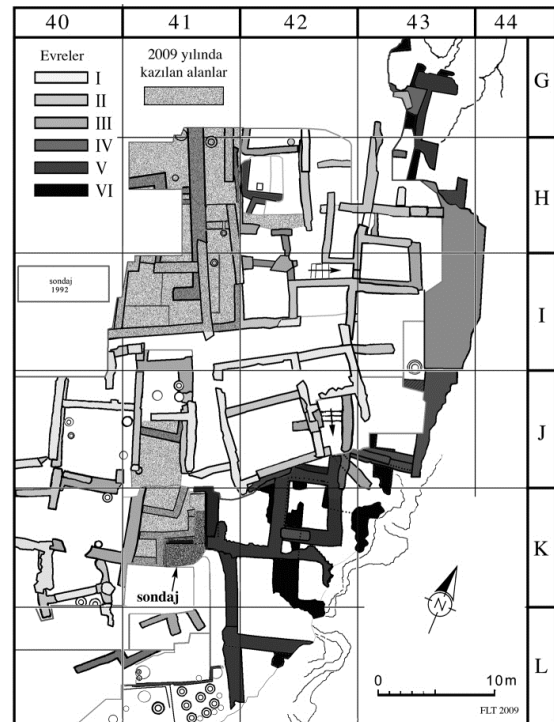 40 41 42 43 44
Evreler
I
II
III
IV
V
VI
2009 yılında
kazılan alanlar
G
H
I
J
K
L
sondaj
1992
sondaj
N
0 10 m
FLT 2009